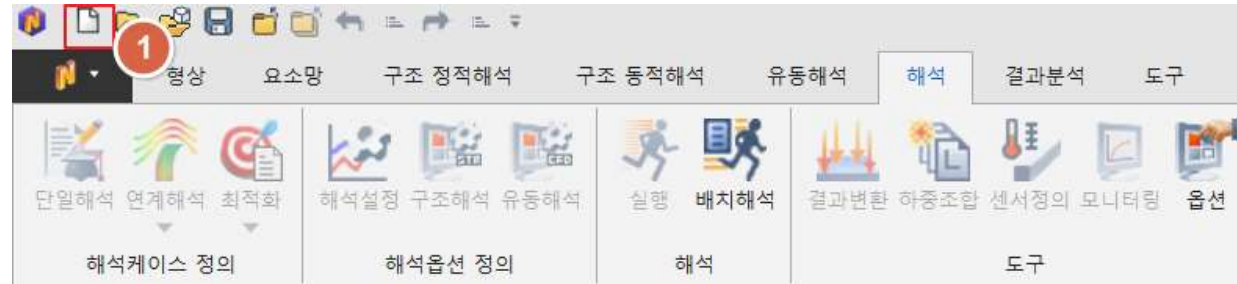 1
형상 요소망 구조 정적해석 구조 동적해석 유동해석 해석 결과분석 도구
단일해석 연계해석 최적화 해석설정 구조해석 유동해석 실행 배치해석 결과변환 하중조합 센서정의 모니터링 옵션
해석케이스 정의 해석옵션 정의 해석 도구